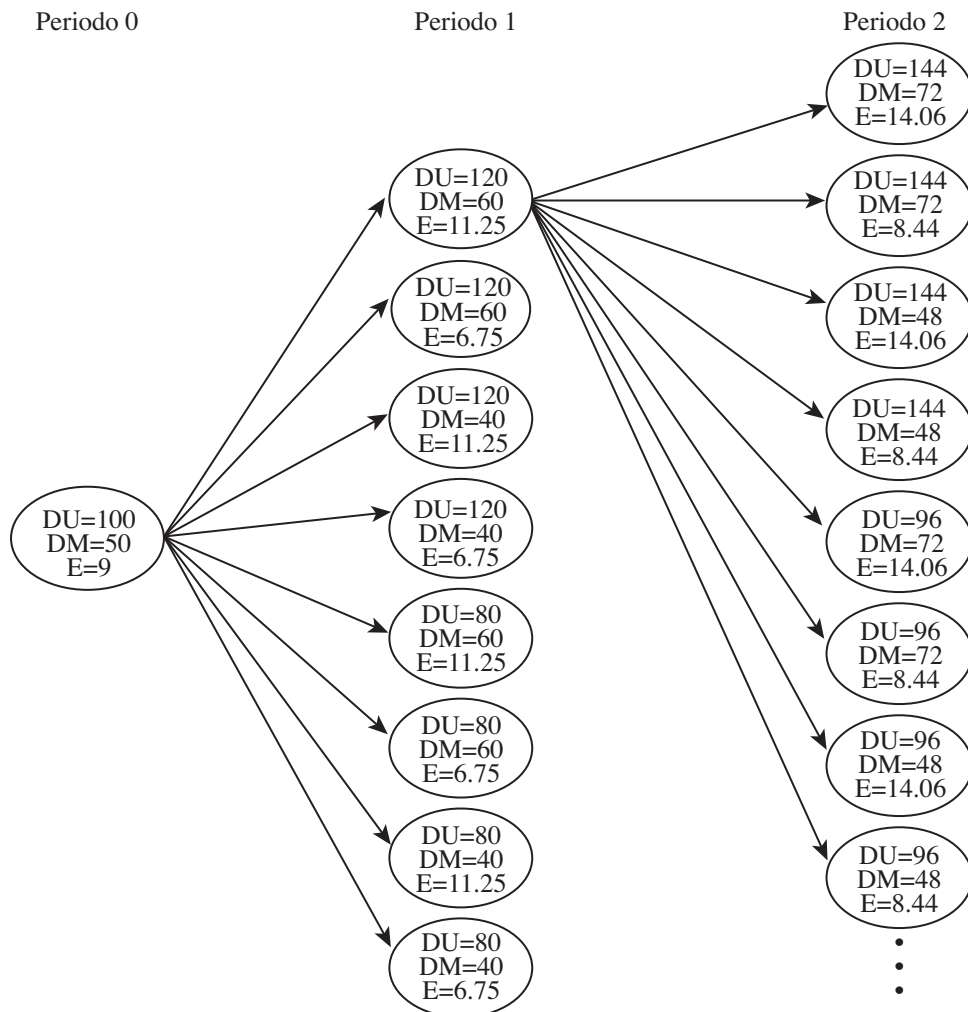 Periodo 0
Periodo 1
Periodo 2
DU=100
DM=50
E=9
DU=120
DM=60
E=11.25
DU=120
DM=60
E=6.75
DU=120
DM=40
E=11.25
DU=120
DM=40
E=6.75
DU=80
DM=60
E=11.25
DU=80
DM=60
E=6.75
DU=80
DM=40
E=11.25
DU=80
DM=40
E=6.75
DU=144
DM=72
E=14.06
DU=144
DM=72
E=8.44
DU=144
DM=48
E=14.06
DU=144
DM=48
E=8.44
DU=96
DM=72
E=14.06
DU=96
DM=72
E=8.44
DU=96
DM=48
E=14.06
DU=96
DM=48
E=8.44